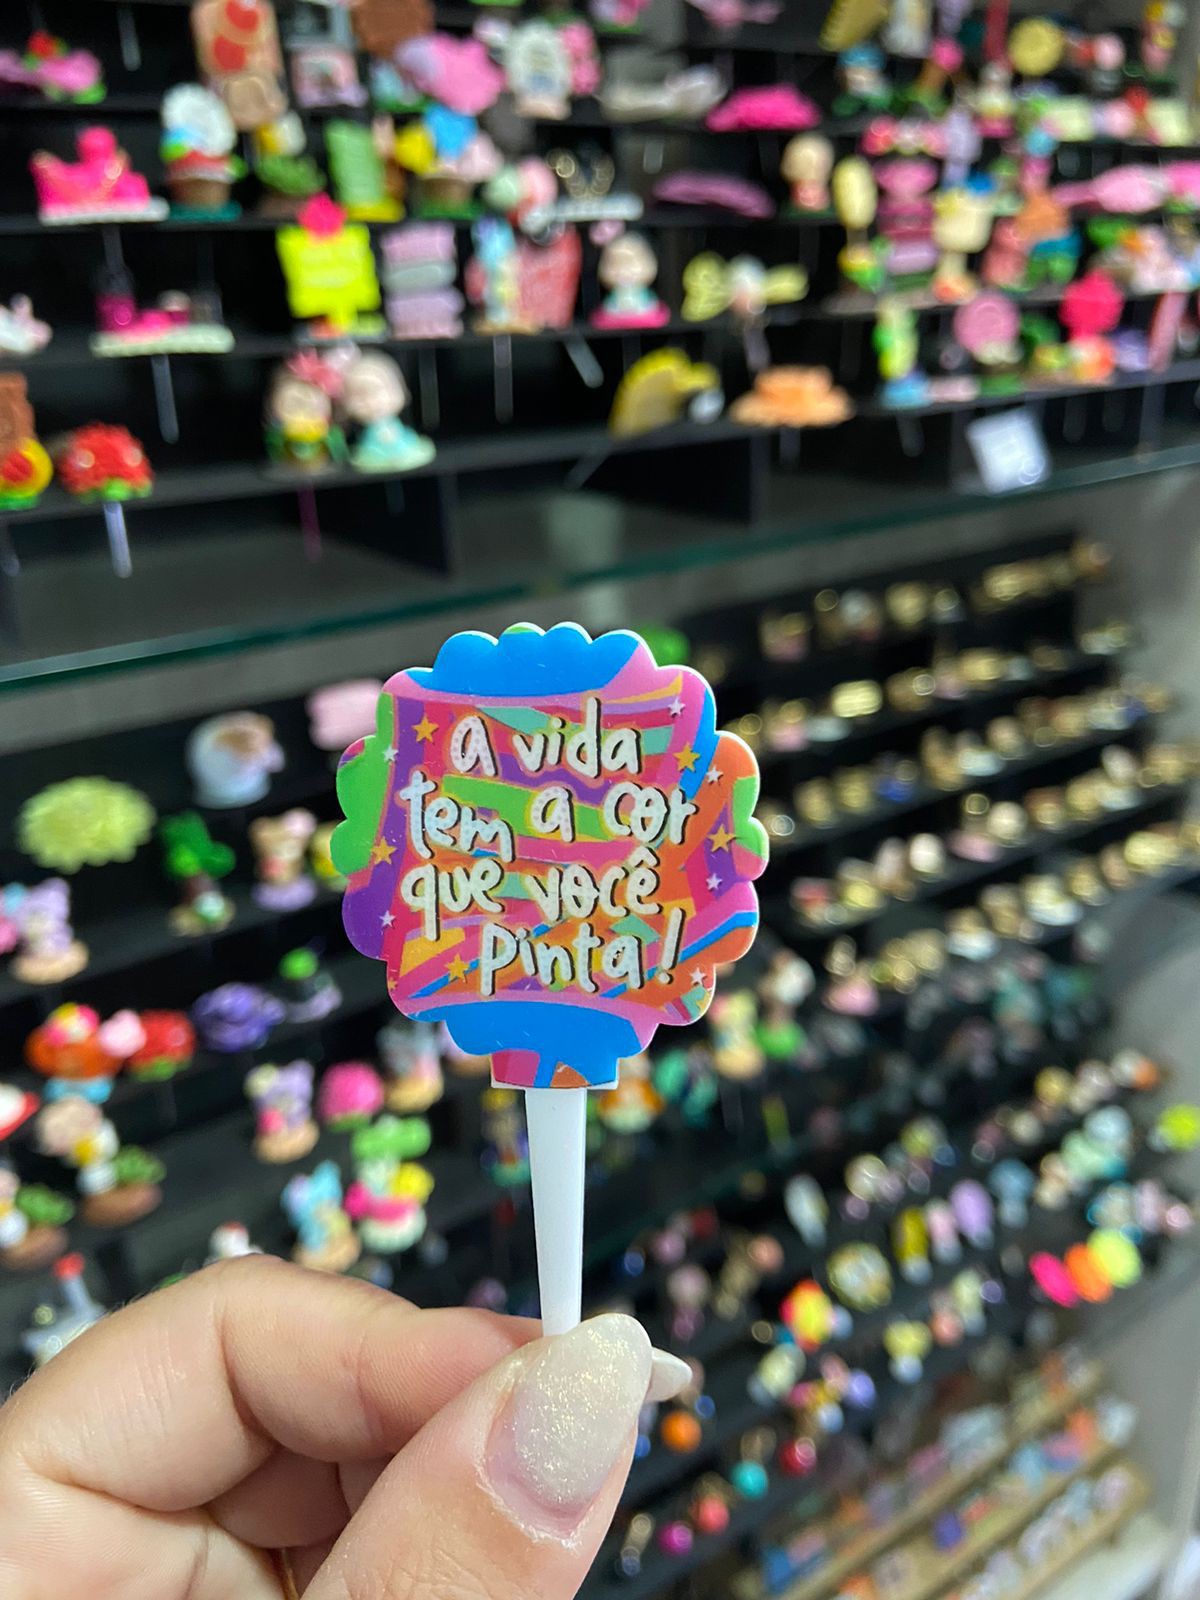 a vida
tem a cor
que você
pinta!